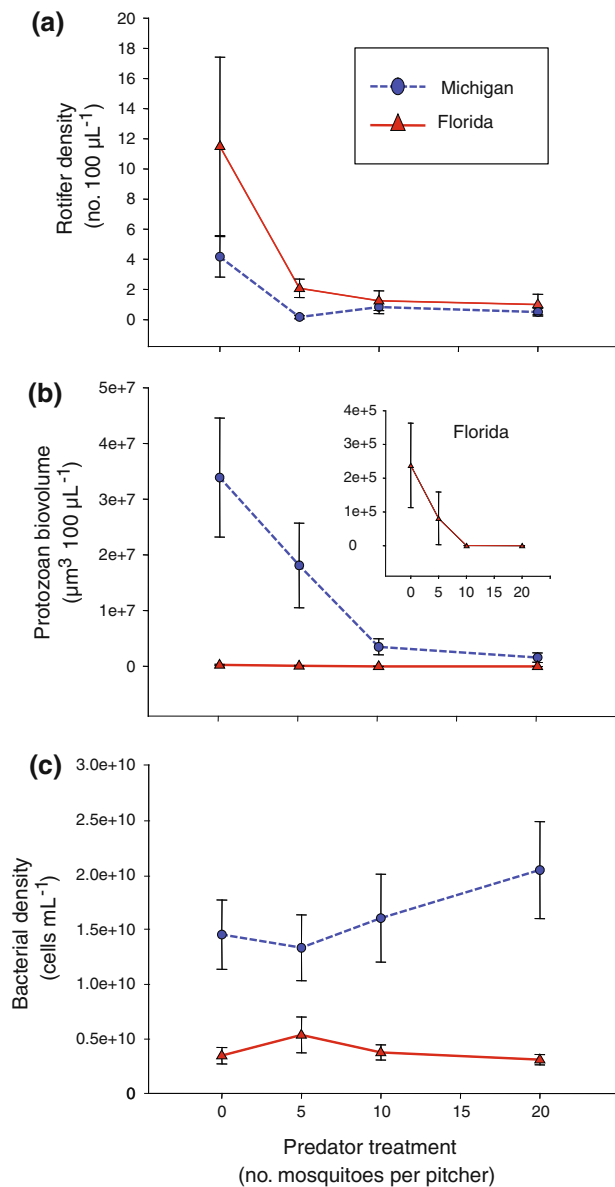 (a)
20
18
16
14
12
10
8
6
4
2
0
Rotifer density
(no. 100 µL⁻¹)
Michigan
Florida
(b)
5e+7
4e+7
3e+7
2e+7
1e+7
0
Protozoan biovolume
(µm³ 100 µL⁻¹)
4e+5
3e+5
2e+5
1e+5
0
Florida
0 5 10 20
(c)
3.0e+10
2.5e+10
2.0e+10
1.5e+10
1.0e+10
0.5e+10
0
Bacterial density
(cells mL⁻¹)
0 5 10 15 20
Predator treatment
(no. mosquitoes per pitcher)